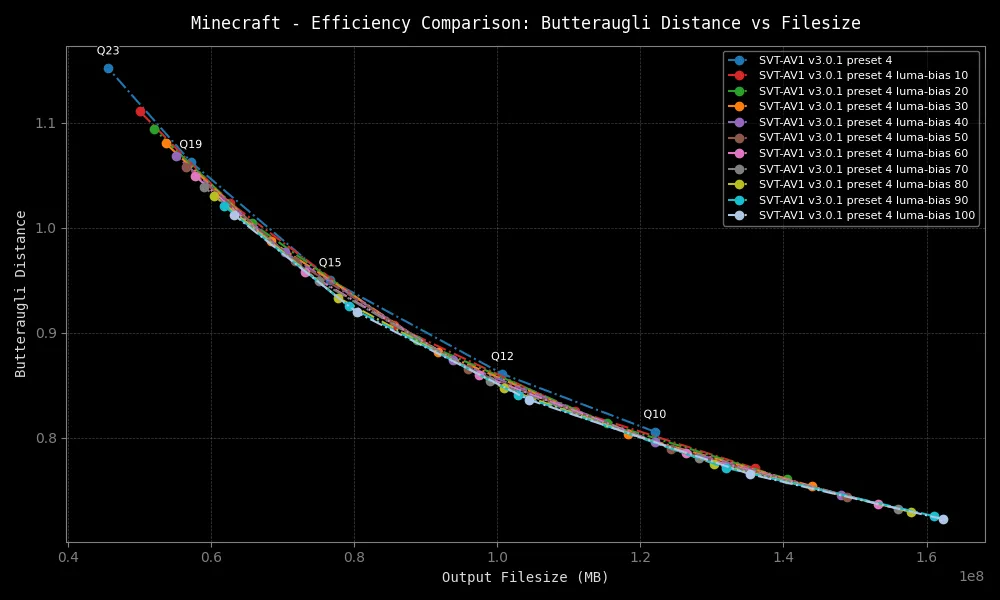 Minecraft - Efficiency Comparison: Butteraugli Distance vs Filesize
Q23
Q19
Q15
Q12
Q10
SVT-AV1 v3.0.1 preset 4
SVT-AV1 v3.0.1 preset 4 luma-bias 10
SVT-AV1 v3.0.1 preset 4 luma-bias 20
SVT-AV1 v3.0.1 preset 4 luma-bias 30
SVT-AV1 v3.0.1 preset 4 luma-bias 40
SVT-AV1 v3.0.1 preset 4 luma-bias 50
SVT-AV1 v3.0.1 preset 4 luma-bias 60
SVT-AV1 v3.0.1 preset 4 luma-bias 70
SVT-AV1 v3.0.1 preset 4 luma-bias 80
SVT-AV1 v3.0.1 preset 4 luma-bias 90
SVT-AV1 v3.0.1 preset 4 luma-bias 100
Butteraugli Distance
1.1
1.0
0.9
0.8
0.4 0.6 0.8 1.0 1.2 1.4 1.6
1e8
Output Filesize (MB)